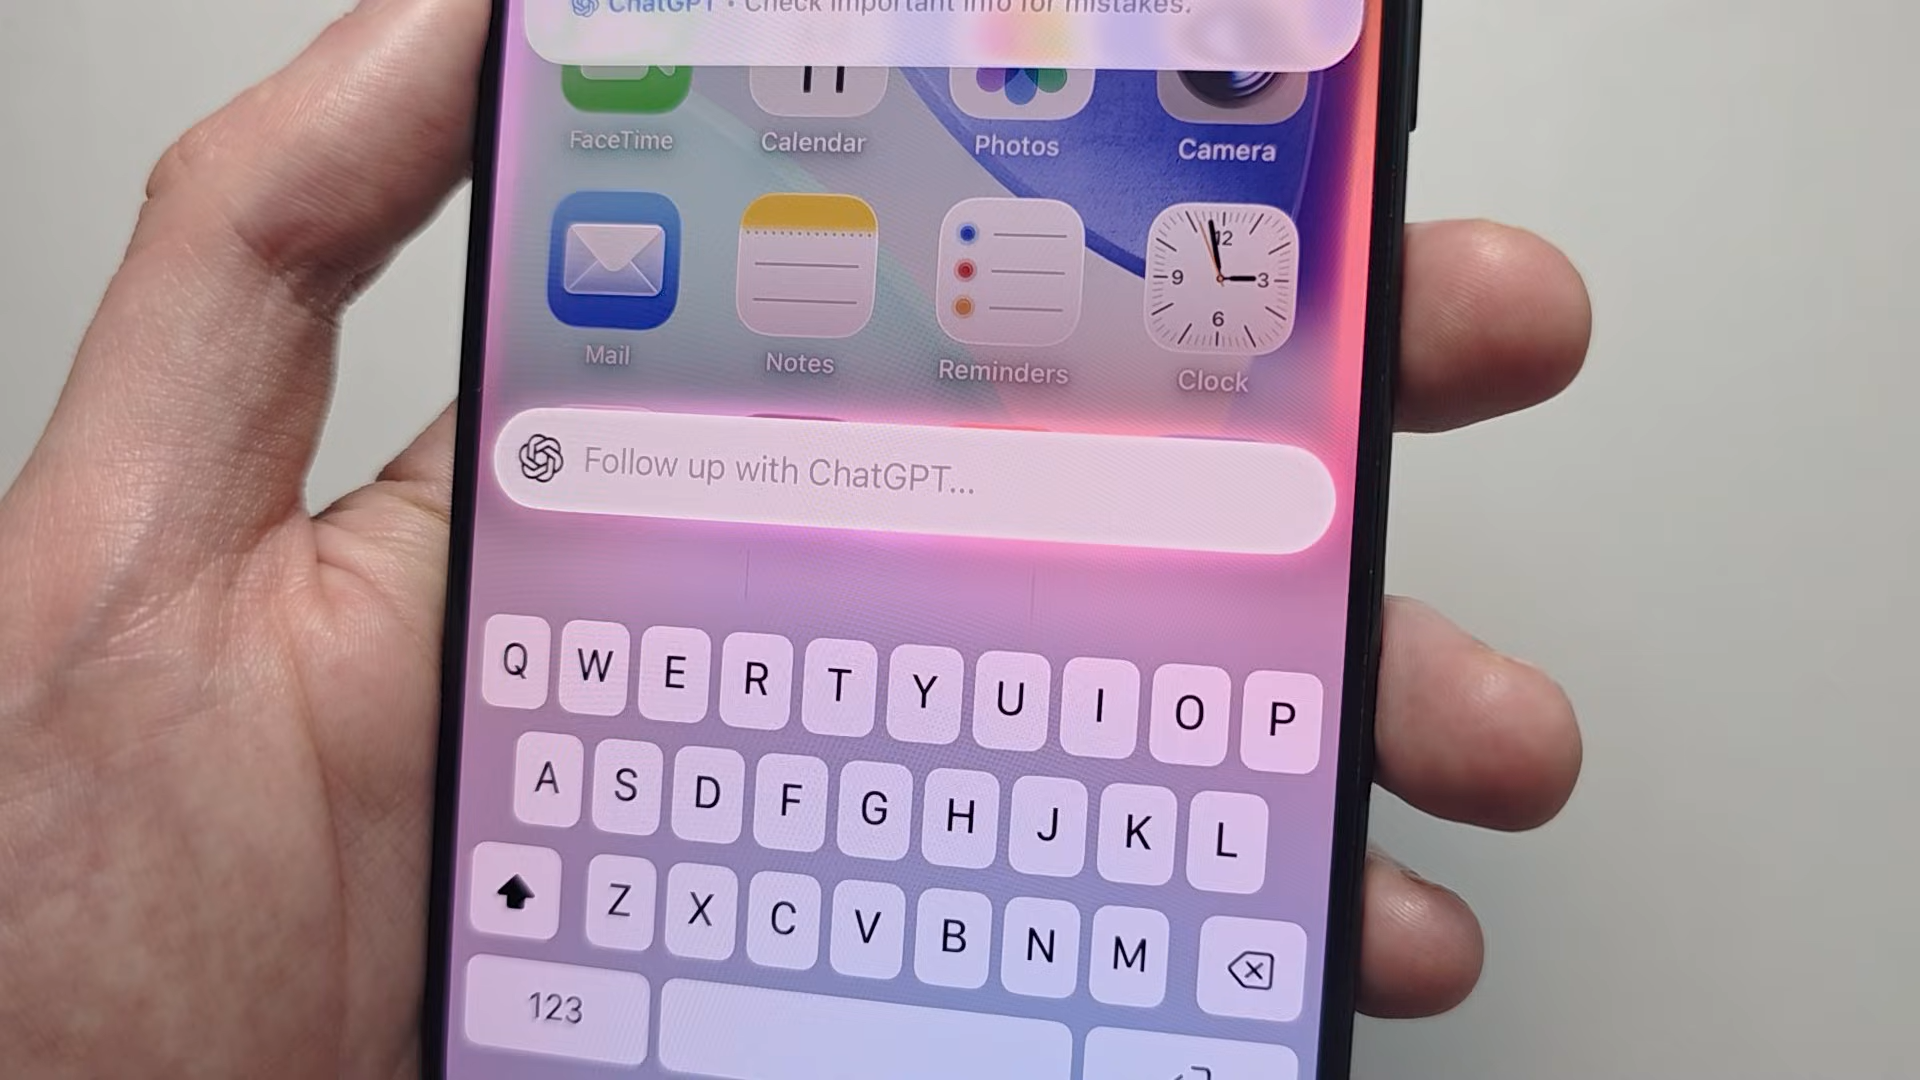 ChatGPT • Check important info for mistakes.
11
FaceTime Calendar Photos Camera
12
9 3
6
Mail Notes Reminders Clock
Follow up with ChatGPT...
Q W E R T Y U I O P
A S D F G H J K L
Z X C V B N M
123